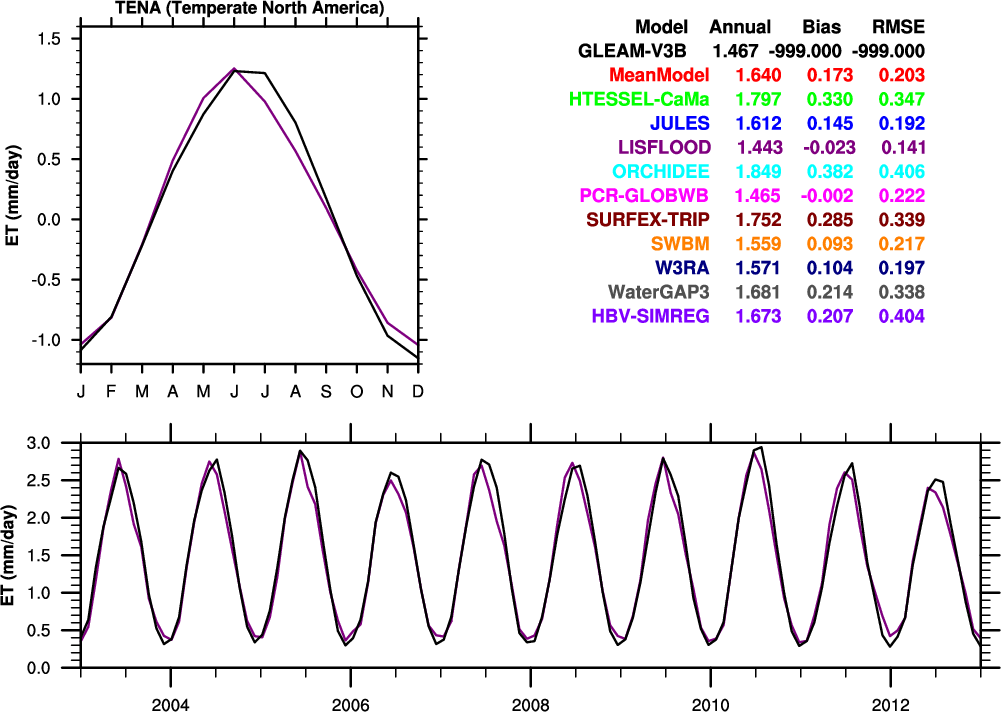 TENA (Temperate North America)
Model Annual Bias RMSE
GLEAM-V3B 1.467 -999.000 -999.000
MeanModel 1.640 0.173 0.203
HTESSEL-CaMa 1.797 0.330 0.347
JULES 1.612 0.145 0.192
LISFLOOD 1.443 -0.023 0.141
ORCHIDEE 1.849 0.382 0.406
PCR-GLOBWB 1.465 -0.002 0.222
SURFEX-TRIP 1.752 0.285 0.339
SWBM 1.559 0.093 0.217
W3RA 1.571 0.104 0.197
WaterGAP3 1.681 0.214 0.338
HBV-SIMREG 1.673 0.207 0.404
ET (mm/day)
1.5
1.0
0.5
0.0
-0.5
-1.0
J F M A M J J A S O N D
ET (mm/day)
3.0
2.5
2.0
1.5
1.0
0.5
0.0
2004 2006 2008 2010 2012